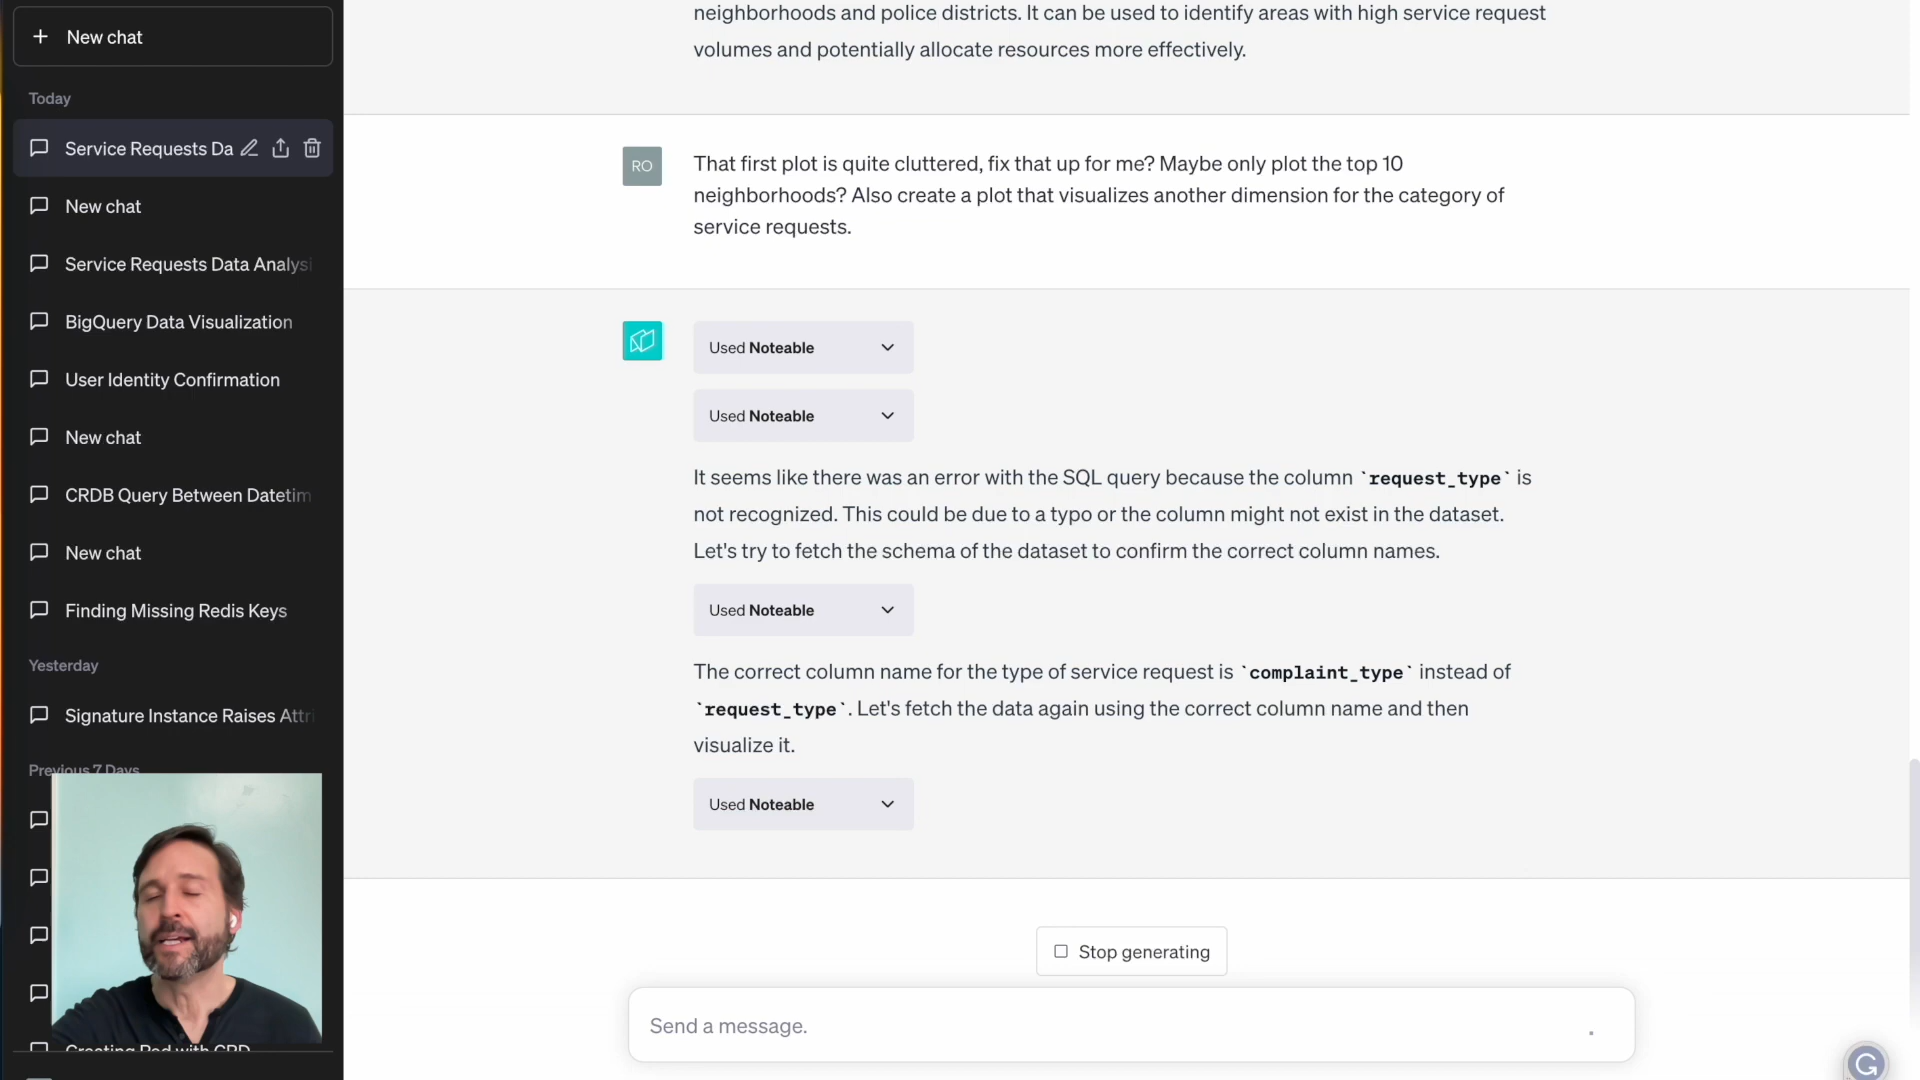 New chat
Today
Service Requests Da
New chat
Service Requests Data Analysi
BigQuery Data Visualization
User Identity Confirmation
New chat
CRDB Query Between Datetim
New chat
Finding Missing Redis Keys
Yesterday
Signature Instance Raises Attri
Previous 7 Days
neighborhoods and police districts. It can be used to identify areas with high service request
volumes and potentially allocate resources more effectively.
RO
That first plot is quite cluttered, fix that up for me? Maybe only plot the top 10
neighborhoods? Also create a plot that visualizes another dimension for the category of
service requests.
Used Noteable
Used Noteable
It seems like there was an error with the SQL query because the column `request_type` is
not recognized. This could be due to a typo or the column might not exist in the dataset.
Let's try to fetch the schema of the dataset to confirm the correct column names.
Used Noteable
The correct column name for the type of service request is `complaint_type` instead of
`request_type`. Let's fetch the data again using the correct column name and then
visualize it.
Used Noteable
Stop generating
Send a message.
G